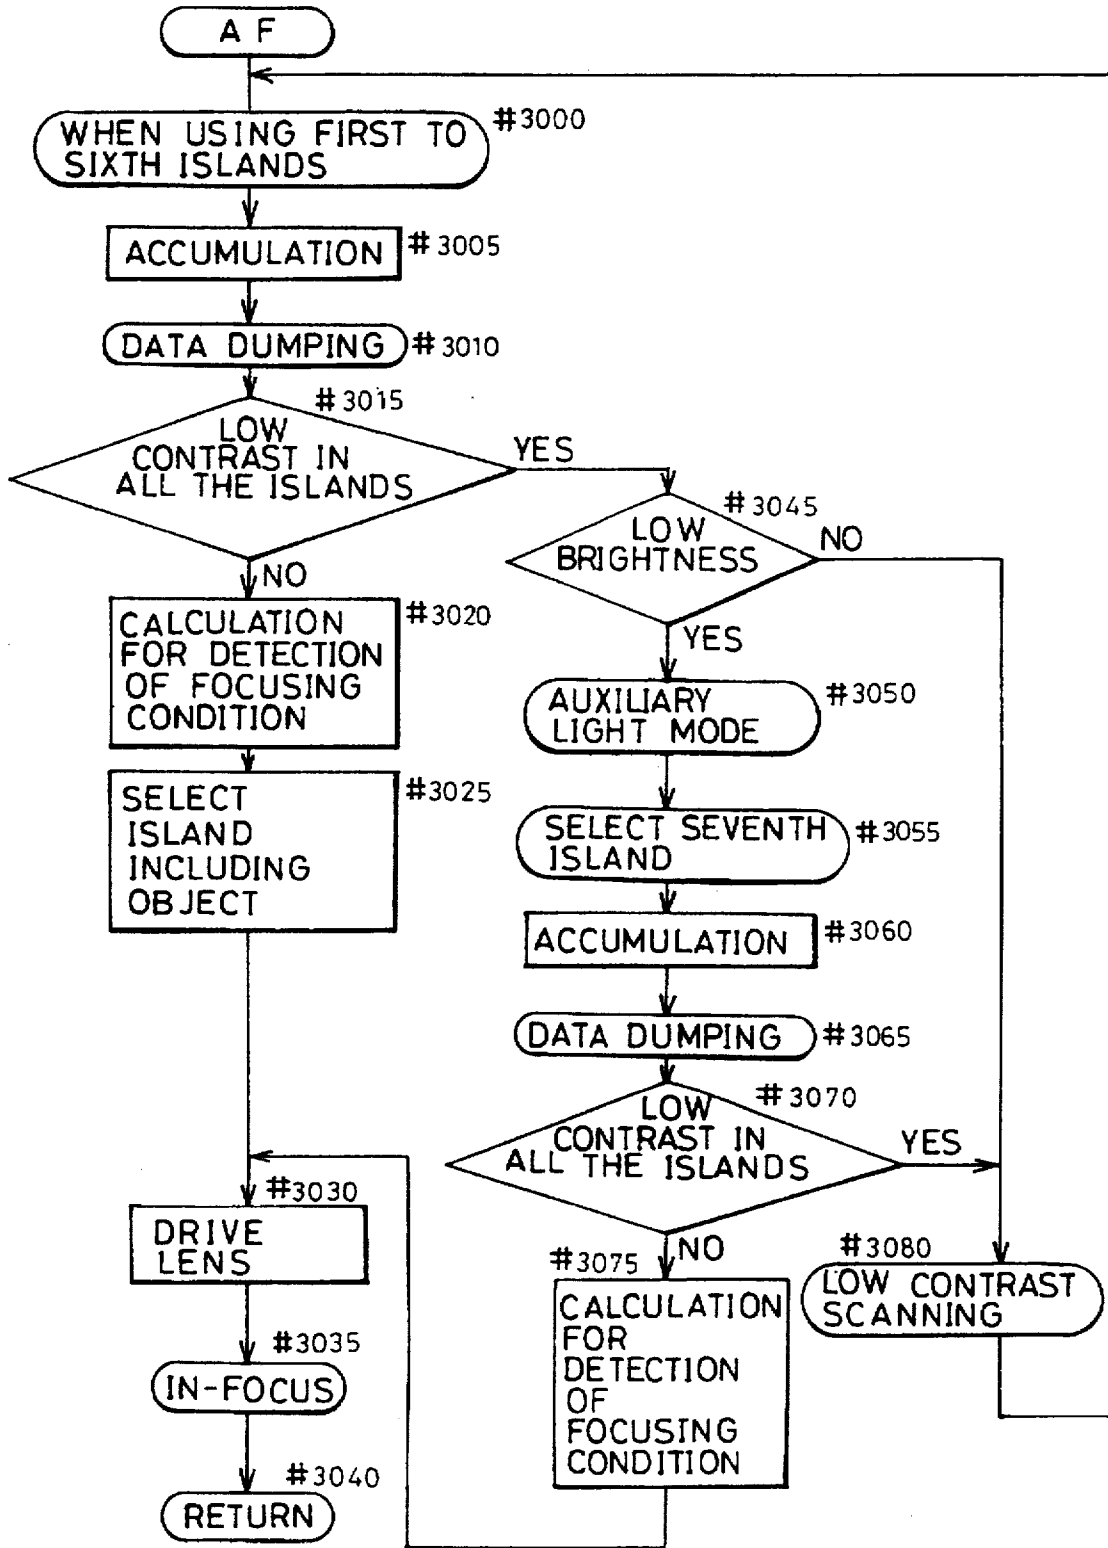 A F
WHEN USING FIRST TO
SIXTH ISLANDS
#3000
ACCUMULATION
#3005
DATA DUMPING
#3010
#3015
LOW
CONTRAST IN
ALL THE ISLANDS
YES
NO
CALCULATION
FOR DETECTION
OF FOCUSING
CONDITION
#3020
SELECT
ISLAND
INCLUDING
OBJECT
#3025
#3030
DRIVE
LENS
#3035
IN-FOCUS
#3040
RETURN
#3045
LOW
BRIGHTNESS
NO
YES
AUXILIARY
LIGHT MODE
#3050
SELECT SEVENTH
ISLAND
#3055
ACCUMULATION
#3060
DATA DUMPING
#3065
#3070
LOW
CONTRAST IN
ALL THE ISLANDS
YES
NO
#3075
CALCULATION
FOR
DETECTION
OF
FOCUSING
CONDITION
#3080
LOW CONTRAST
SCANNING